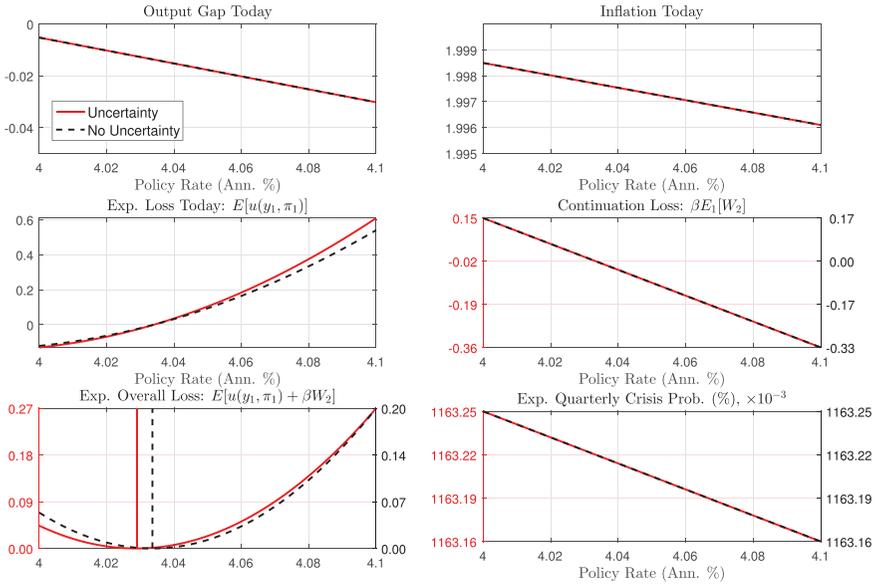 Output Gap Today
0
-0.02
-0.04
Uncertainty
No Uncertainty
4 4.02 4.04 4.06 4.08 4.1
Policy Rate (Ann. %)
Inflation Today
1.999
1.998
1.997
1.996
1.995
4 4.02 4.04 4.06 4.08 4.1
Policy Rate (Ann. %)
Exp. Loss Today: E[u(y₁, π₁)]
0.6
0.4
0.2
0
4 4.02 4.04 4.06 4.08 4.1
Policy Rate (Ann. %)
Continuation Loss: βE₁[W₂]
0.15 0.17
-0.02 0.00
-0.19 -0.17
-0.36 -0.33
4 4.02 4.04 4.06 4.08 4.1
Exp. Overall Loss: E[u(y₁, π₁) + βW₂]
0.27 0.20
0.18 0.14
0.09 0.07
0.00 0.00
4 4.02 4.04 4.06 4.08 4.1
Policy Rate (Ann. %)
Exp. Quarterly Crisis Prob. (%), ×10⁻³
1163.25 1163.25
1163.22 1163.22
1163.19 1163.19
1163.16 1163.16
4 4.02 4.04 4.06 4.08 4.1
Policy Rate (Ann. %)